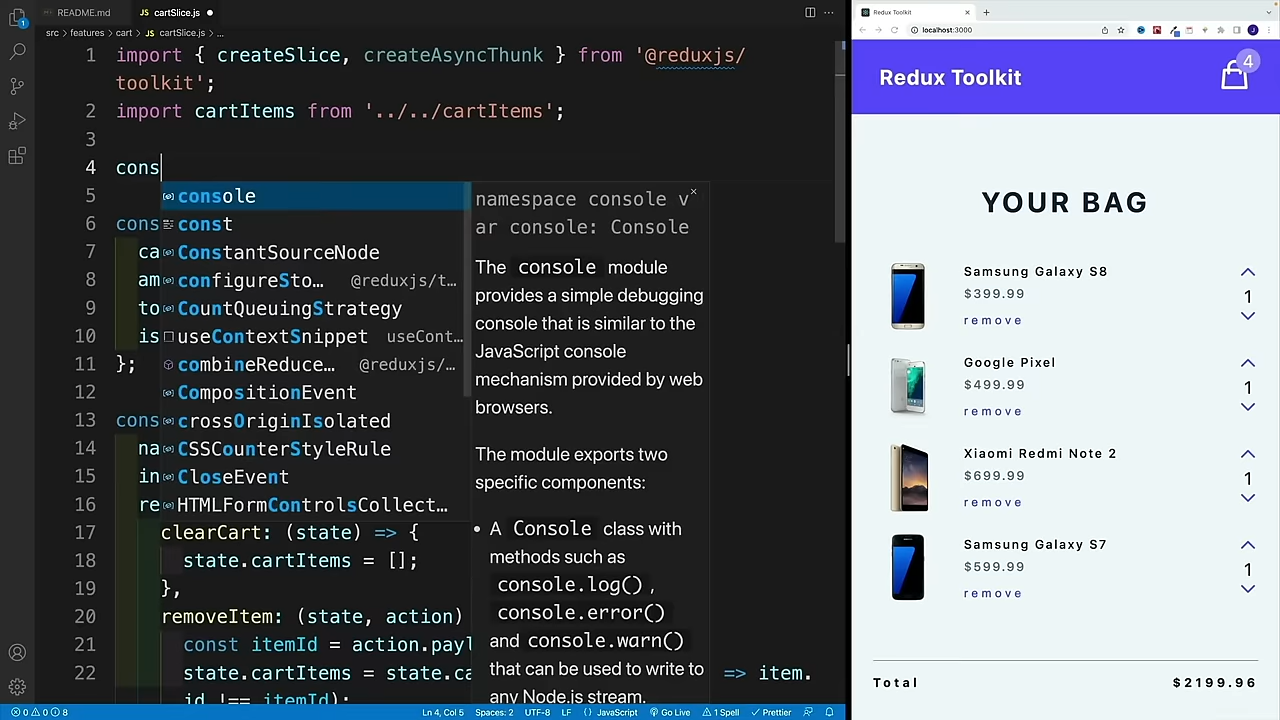 README.md
cartSlice.js
src > features > cart > ...
1 import { createSlice, createAsyncThunk } from '@reduxjs/
toolkit';
2 import cartItems from '../../cartItems';
3
4 cons
5
6 cons
7 ca
8 am
9 to
10 is
11 };
12
13 cons
14 na
15 in
16 re
17 clearCart: (state) => {
18 state.cartItems = [];
19 },
20 removeItem: (state, action)
21 const itemId = action.payl
22 state.cartItems = state.ca => item.
id !== itemId);
console
const
ConstantSourceNode
configureSto... @reduxjs/t...
CountQueuingStrategy
useContextSnippet useCont...
combineReduce... @reduxjs/...
CompositionEvent
crossOriginIsolated
CSSCounterStyleRule
CloseEvent
HTMLFormControlsCollect...
namespace console v
ar console: Console
The console module
provides a simple debugging
console that is similar to the
JavaScript console
mechanism provided by web
browsers.
The module exports two
specific components:
• A Console class with
methods such as
console.log() ,
console.error()
and console.warn()
that can be used to write to
any Node.js stream.
1
0 0 8
Ln 4, Col 5 Spaces: 2 UTF-8 LF {} JavaScript Go Live 1 Spell Prettier
Redux Toolkit
localhost:3000
J
Redux Toolkit
4
YOUR BAG
Samsung Galaxy S8
$399.99
remove
1
Google Pixel
$499.99
remove
1
Xiaomi Redmi Note 2
$699.99
remove
1
Samsung Galaxy S7
$599.99
remove
1
Total $2199.96